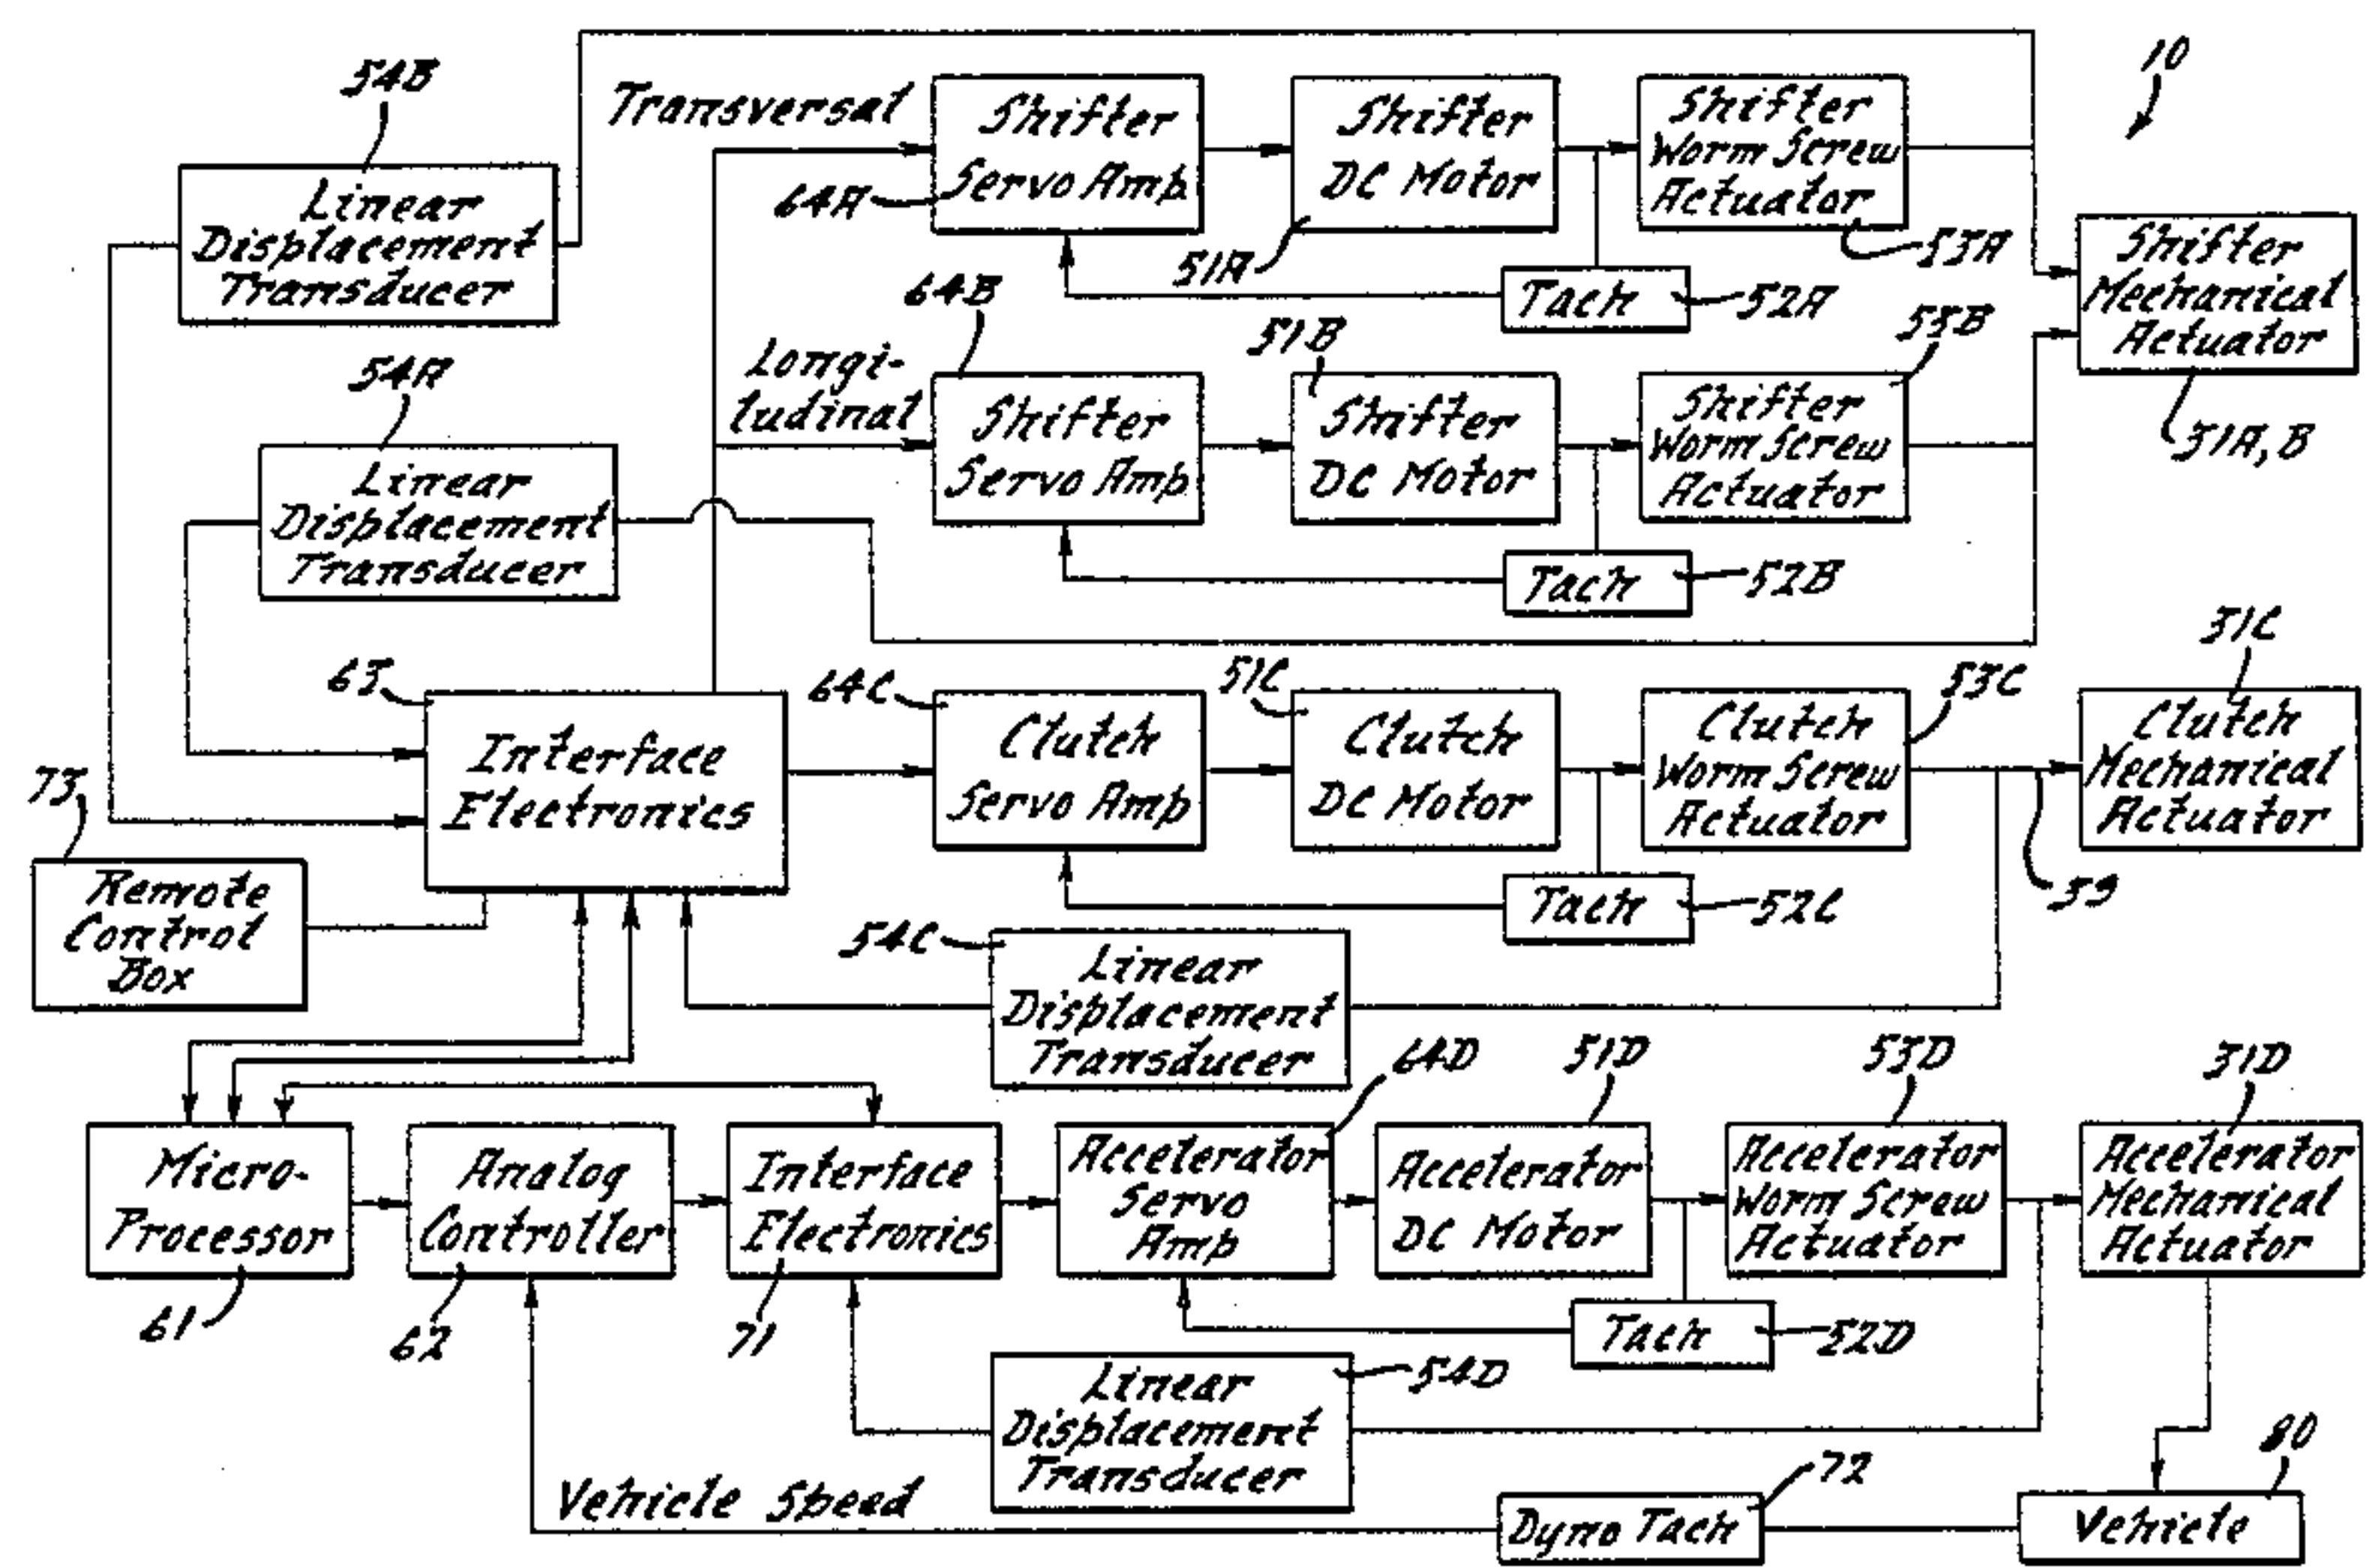 10
54B
Transversal
Shifter
Servo Amp.
64A
Shifter
DC Motor
51A
Shifter
Worm Screw
Actuator
53A
Linear
Displacement
Transducer
Tach
52A
Shifter
Mechanical
Actuator
31A, B
64B
51B
53B
54A
Longi-
tudinal
Shifter
Servo Amp
Shifter
DC Motor
Shifter
Worm Screw
Actuator
Linear
Displacement
Transducer
Tach
52B
63
64C
51C
53C
31C
Interface
Electronics
Clutch
Servo Amp
Clutch
DC Motor
Clutch
Worm Screw
Actuator
Clutch
Mechanical
Actuator
59
73
Remote
Control
Box
Tach
52C
54C
Linear
Displacement
Transducer
64D
51D
53D
31D
Micro-
Processor
61
Analog
Controller
62
Interface
Electronics
71
Accelerator
Servo
Amp
Accelerator
DC Motor
Accelerator
Worm Screw
Actuator
Accelerator
Mechanical
Actuator
Tach
52D
Linear
Displacement
Transducer
54D
Vehicle Speed
Dyno Tach
72
Vehicle
80